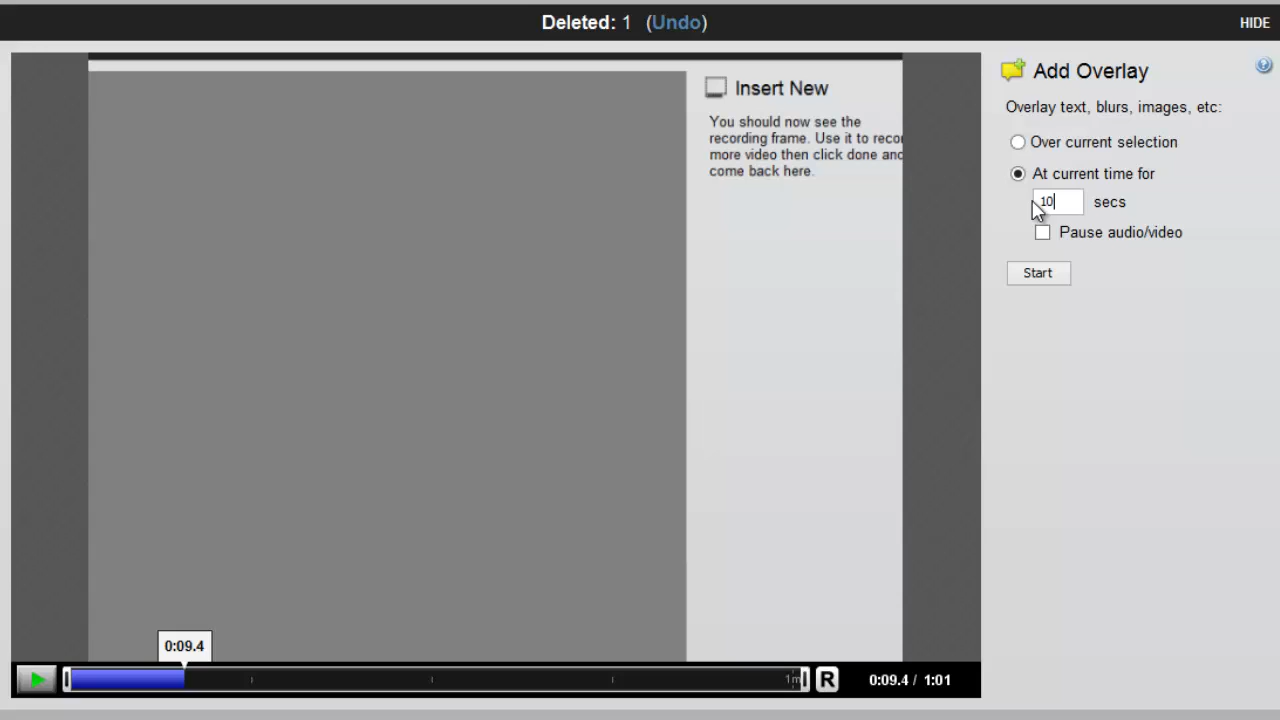 Deleted: 1 (Undo)
HIDE
Insert New
You should now see the
recording frame. Use it to
more video then click done
come back here.
Add Overlay
Overlay text, blurs, images, etc:
Over current selection
At current time for
10 secs
Pause audio/video
Start
0:09.4
1m
R
0:09.4 / 1:01